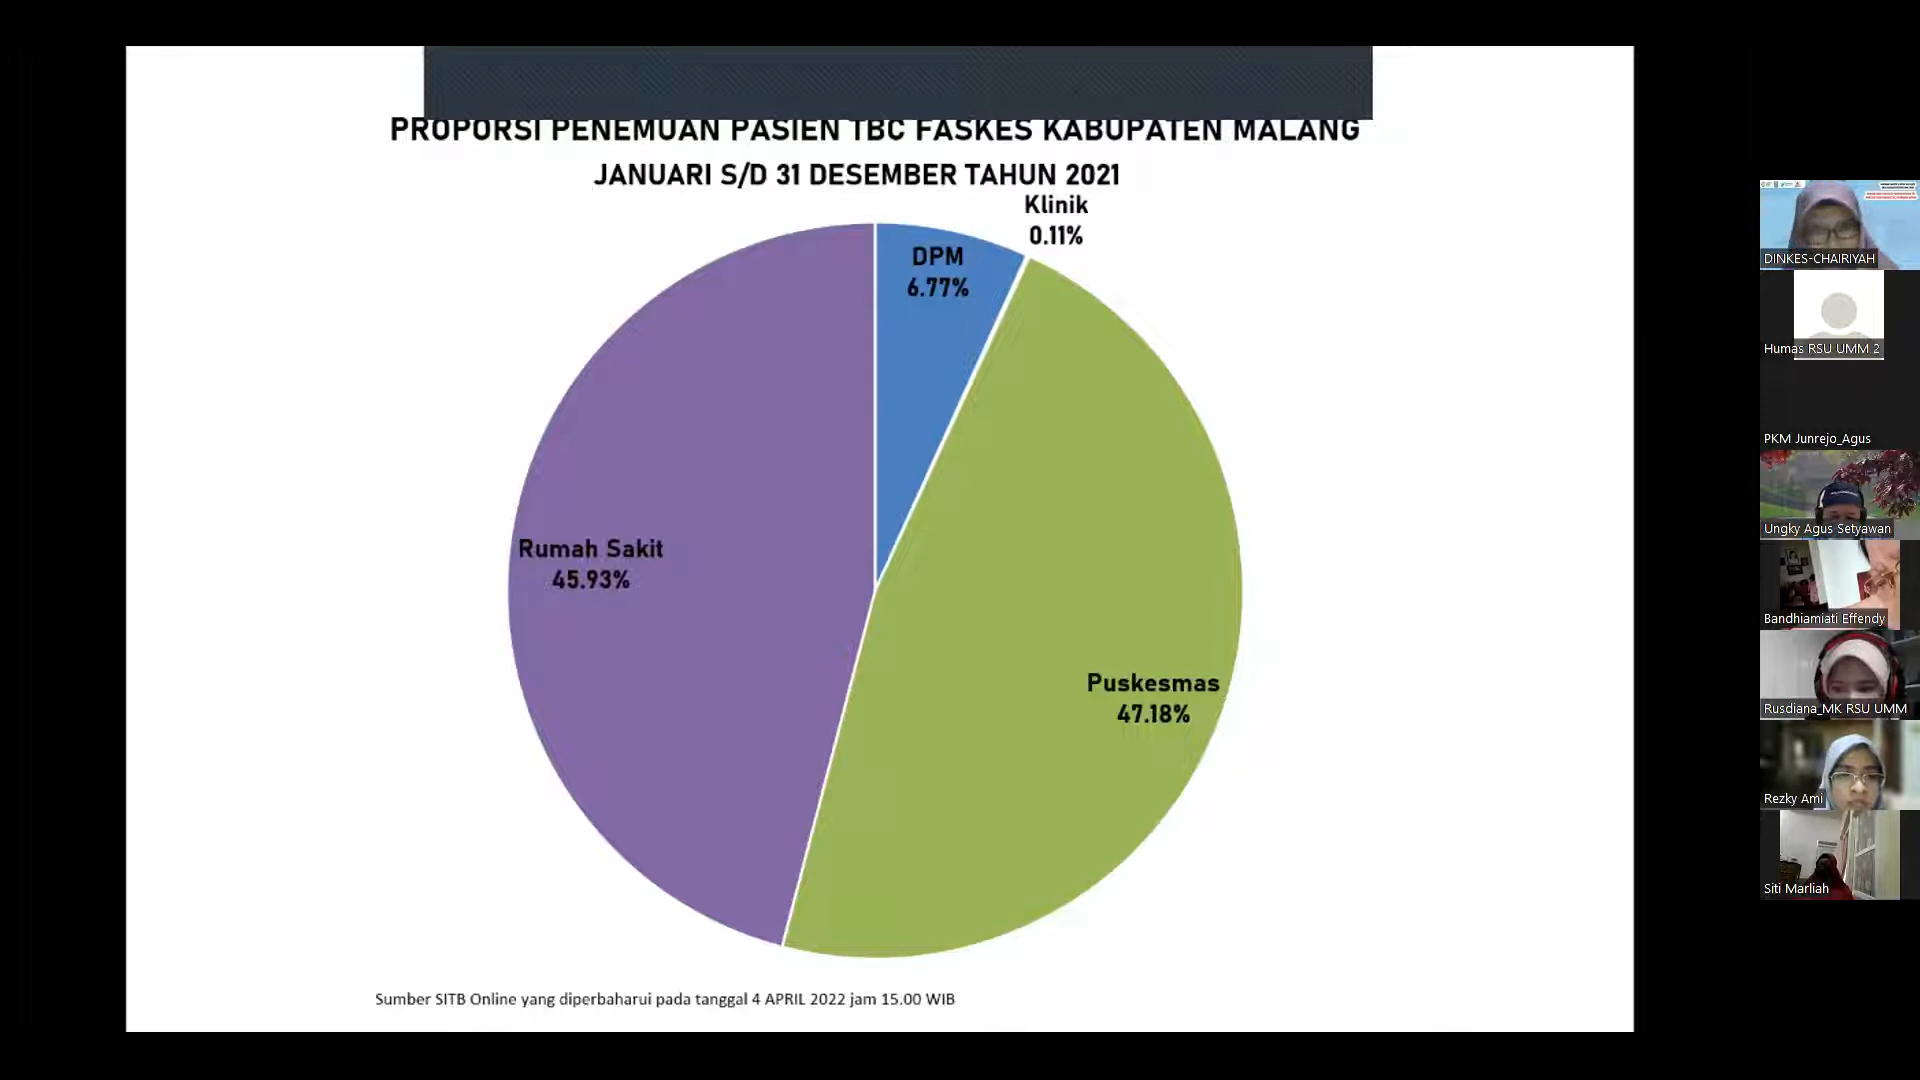 PROPORSI PENEMUAN PASIEN TBC FASKES KABUPATEN MALANG
JANUARI S/D 31 DESEMBER TAHUN 2021
Klinik
0.11%
DPM
6.77%
Rumah Sakit
45.93%
Puskesmas
47.18%
Sumber SITB Online yang diperbaharui pada tanggal 4 APRIL 2022 jam 15.00 WIB
DINKES-CHAIRIYAH
Humas RSU UMM 2
PKM Junrejo_Agus
Ungky Agus Setyawan
Bandhiamiati Effendy
Rusdiana_MK RSU UMM
Rezky Ami
Siti Marliah